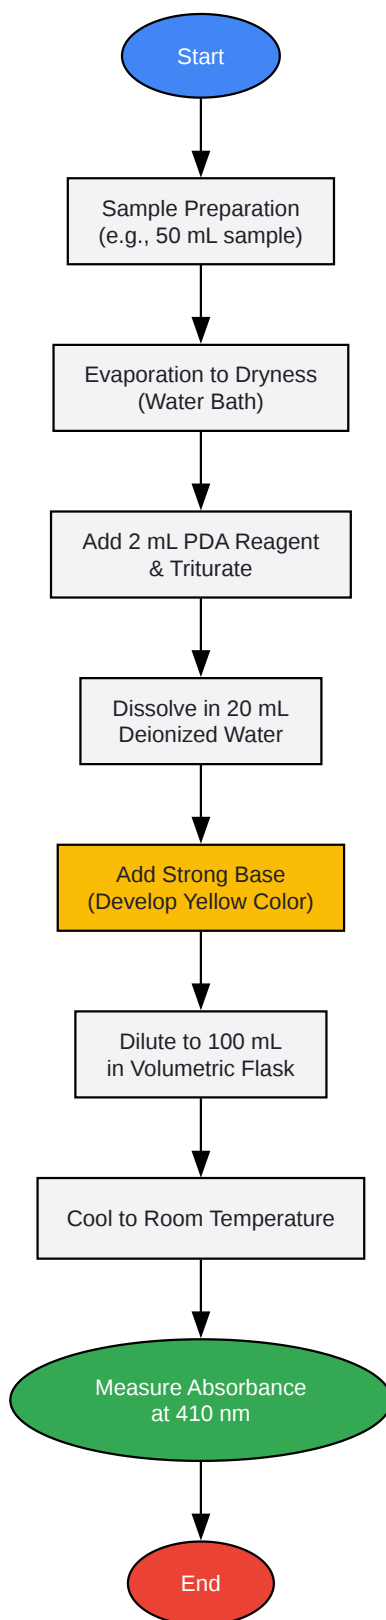 Start
Sample Preparation
(e.g., 50 mL sample)
Evaporation to Dryness
(Water Bath)
Add 2 mL PDA Reagent
& Triturate
Dissolve in 20 mL
Deionized Water
Add Strong Base
(Develop Yellow Color)
Dilute to 100 mL
in Volumetric Flask
Cool to Room Temperature
Measure Absorbance
at 410 nm
End